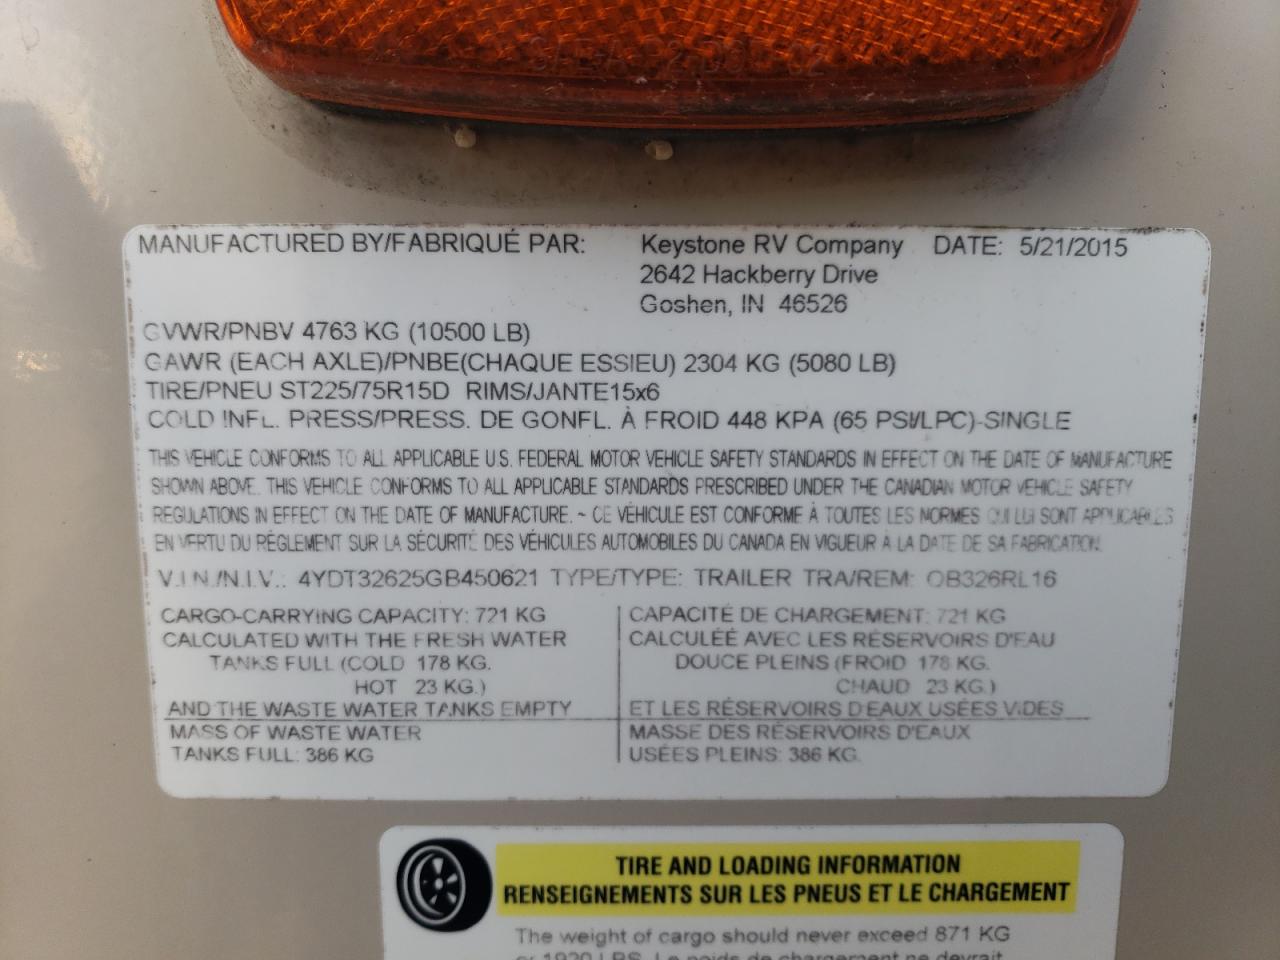 MANUFACTURED BY/FABRIQUÉ PAR: Keystone RV Company DATE: 5/21/2015
2642 Hackberry Drive
Goshen, IN 46526
GVWR/PNBV 4763 KG (10500 LB)
GAWR (EACH AXLE)/PNBE(CHAQUE ESSIEU) 2304 KG (5080 LB)
TIRE/PNEU ST225/75R15D RIMS/JANTE15x6
COLD INFL. PRESS/PRESS. DE GONFL. À FROID 448 KPA (65 PSI/LPC)-SINGLE
THIS VEHICLE CONFORMS TO ALL APPLICABLE U.S. FEDERAL MOTOR VEHICLE SAFETY STANDARDS IN EFFECT ON THE DATE OF MANUFACTURE
SHOWN ABOVE. THIS VEHICLE CONFORMS TO ALL APPLICABLE STANDARDS PRESCRIBED UNDER THE CANADIAN MOTOR VEHICLE SAFETY
REGULATIONS IN EFFECT ON THE DATE OF MANUFACTURE. ~ CE VÉHICULE EST CONFORME À TOUTES LES NORMES QUI LUI SONT APPLICABLES
EN VERTU DU RÈGLEMENT SUR LA SÉCURITÉ DES VÉHICULES AUTOMOBILES DU CANADA EN VIGUEUR À LA DATE DE SA FABRICATION.
V.I.N./N.I.V.: 4YDT32625GB450621 TYPE/TYPE: TRAILER TRA/REM: OB326RL16
CARGO-CARRYING CAPACITY: 721 KG
CALCULATED WITH THE FRESH WATER
TANKS FULL (COLD 178 KG.
HOT 23 KG.)
AND THE WASTE WATER TANKS EMPTY
MASS OF WASTE WATER
TANKS FULL: 386 KG
CAPACITÉ DE CHARGEMENT: 721 KG
CALCULÉE AVEC LES RÉSERVOIRS D'EAU
DOUCE PLEINS (FROID 178 KG.
CHAUD 23 KG.)
ET LES RÉSERVOIRS D'EAUX USÉES VIDES
MASSE DES RÉSERVOIRS D'EAUX
USÉES PLEINS: 386 KG.
TIRE AND LOADING INFORMATION
RENSEIGNEMENTS SUR LES PNEUS ET LE CHARGEMENT
The weight of cargo should never exceed 871 KG
or 1920 LBS. Le poids de chargement ne devrait